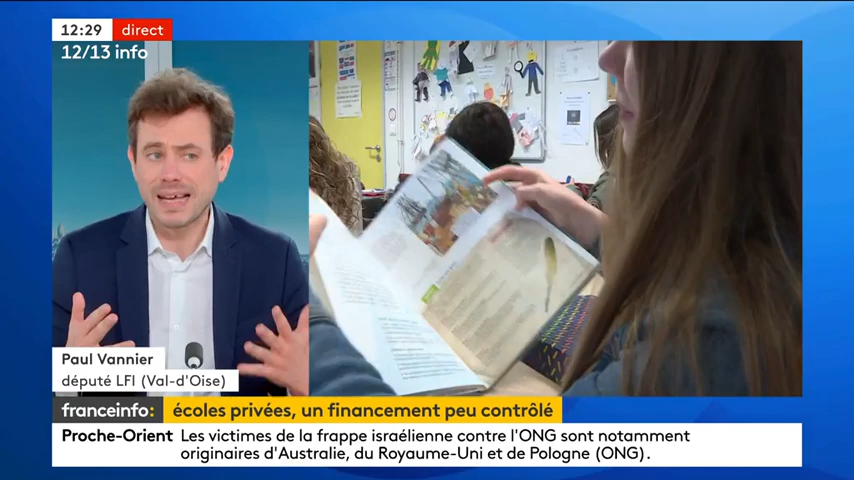 12:29 direct
12/13 info
Paul Vannier
député LFI (Val-d'Oise)
franceinfo: écoles privées, un financement peu contrôlé
Proche-Orient Les victimes de la frappe israélienne contre l'ONG sont notamment
originaires d'Australie, du Royaume-Uni et de Pologne (ONG).